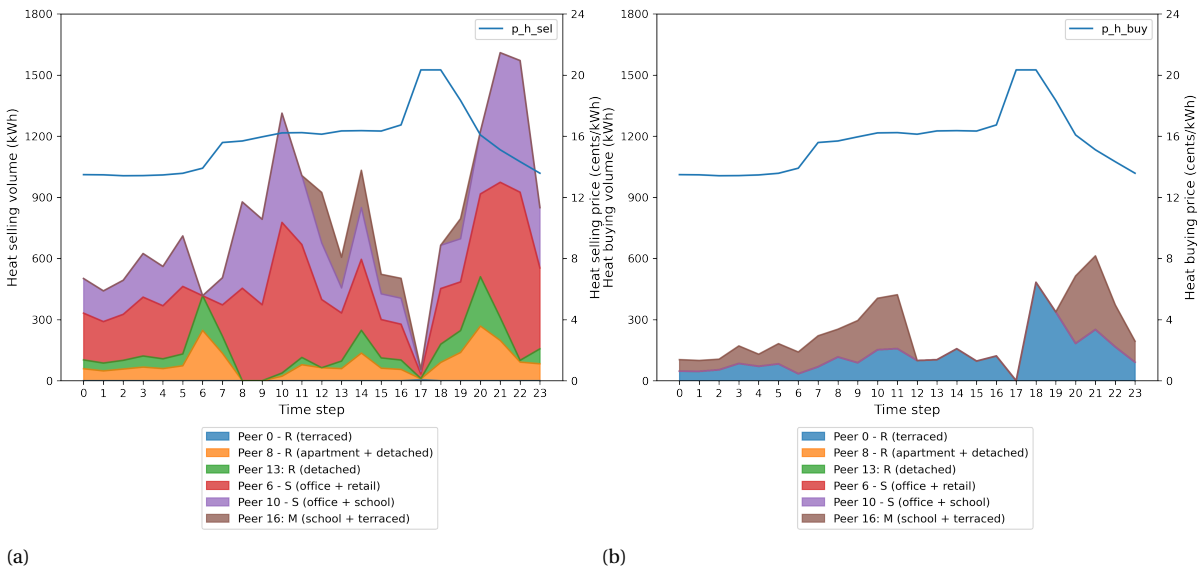 1800
1500
1200
900
600
300
0
24
20
16
12
8
4
0
Heat selling volume (kWh)
Heat selling price (cents/kWh)
p_h_sel
0 1 2 3 4 5 6 7 8 9 10 11 12 13 14 15 16 17 18 19 20 21 22 23
Time step
Peer 0 - R (terraced)
Peer 8 - R (apartment + detached)
Peer 13: R (detached)
Peer 6 - S (office + retail)
Peer 10 - S (office + school)
Peer 16: M (school + terraced)
(a)
1800
1500
1200
900
600
300
0
24
20
16
12
8
4
0
Heat buying volume (kWh)
Heat buying price (cents/kWh)
p_h_buy
0 1 2 3 4 5 6 7 8 9 10 11 12 13 14 15 16 17 18 19 20 21 22 23
Time step
Peer 0 - R (terraced)
Peer 8 - R (apartment + detached)
Peer 13: R (detached)
Peer 6 - S (office + retail)
Peer 10 - S (office + school)
Peer 16: M (school + terraced)
(b)